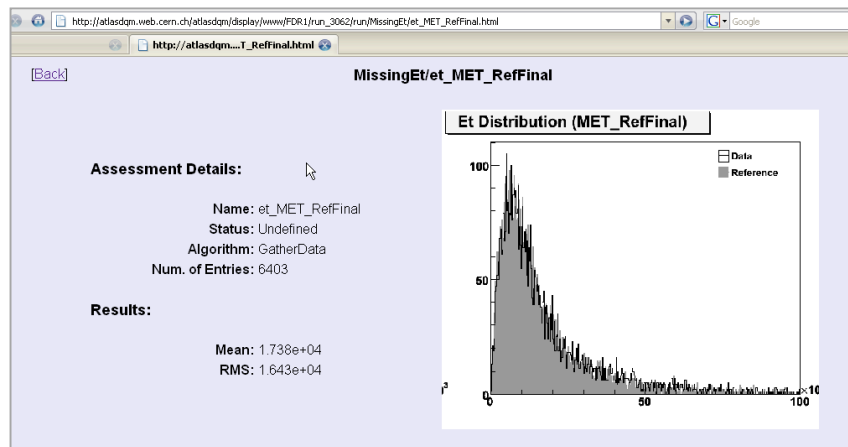 http://atlasdqm.web.cern.ch/atlasdqm/display/www/FDR1/run_3062/run/MissingEt/et_MET_RefFinal.html
G Google
http://atlasdqm....T_RefFinal.html
[Back]
MissingEt/et_MET_RefFinal
Et Distribution (MET_RefFinal)
Data
Reference
100
50
0
Assessment Details:
Name: et_MET_RefFinal
Status: Undefined
Algorithm: GatherData
Num. of Entries: 6403
Results:
Mean: 1.738e+04
RMS: 1.643e+04
0
50
100
×10